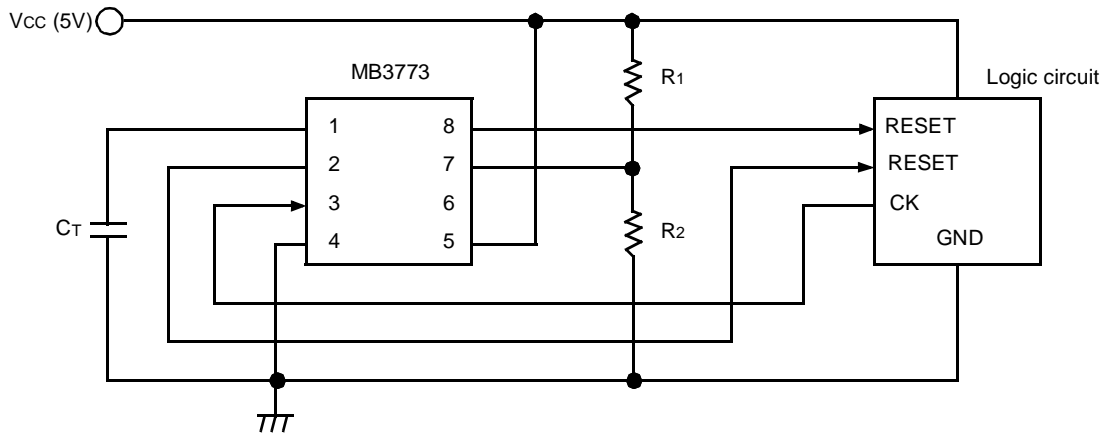 VCC (5V)
MB3773
R1
Logic circuit
1 8
RESET
2 7
RESET
3 6
CK
CT
R2
4 5
GND